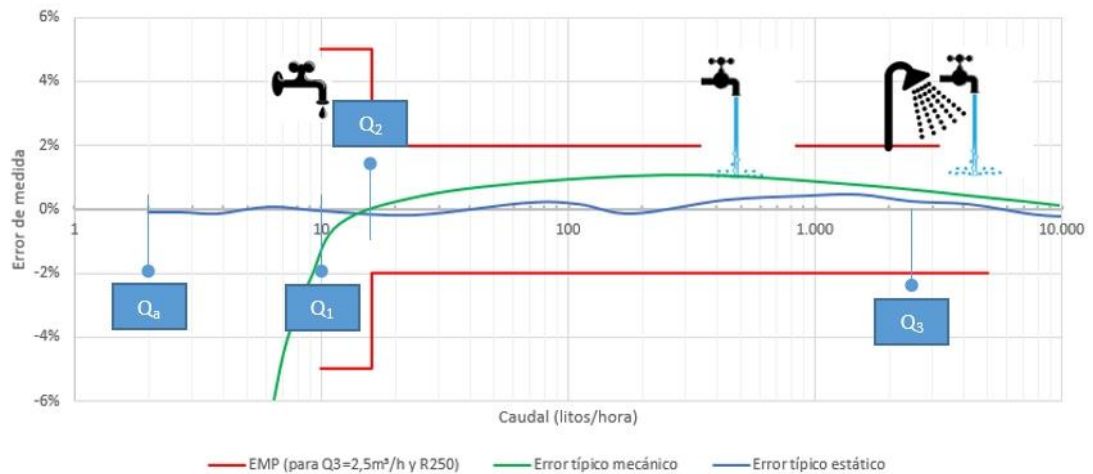 6%
4%
2%
0%
-2%
-4%
-6%
Error de medida
1
10
100
1.000
10.000
Q2
Qa
Q1
Q3
Caudal (litos/hora)
EMP (para Q3=2,5m³/h y R250)
Error típico mecánico
Error típico estático